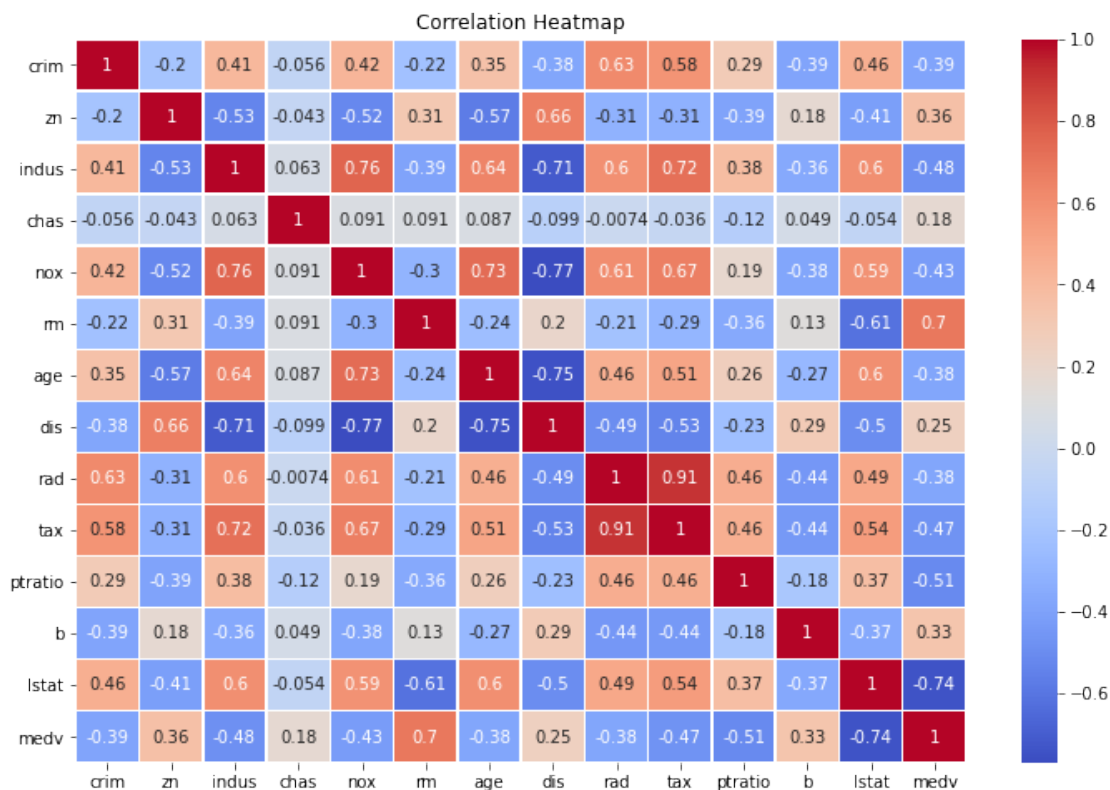 Correlation Heatmap
crim 1 -0.2 0.41 -0.056 0.42 -0.22 0.35 -0.38 0.63 0.58 0.29 -0.39 0.46 -0.39
zn -0.2 1 -0.53 -0.043 -0.52 0.31 -0.57 0.66 -0.31 -0.31 -0.39 0.18 -0.41 0.36
indus 0.41 -0.53 1 0.063 0.76 -0.39 0.64 -0.71 0.6 0.72 0.38 -0.36 0.6 -0.48
chas -0.056 -0.043 0.063 1 0.091 0.091 0.087 -0.099 -0.0074 -0.036 -0.12 0.049 -0.054 0.18
nox 0.42 -0.52 0.76 0.091 1 -0.3 0.73 -0.77 0.61 0.67 0.19 -0.38 0.59 -0.43
rm -0.22 0.31 -0.39 0.091 -0.3 1 -0.24 0.2 -0.21 -0.29 -0.36 0.13 -0.61 0.7
age 0.35 -0.57 0.64 0.087 0.73 -0.24 1 -0.75 0.46 0.51 0.26 -0.27 0.6 -0.38
dis -0.38 0.66 -0.71 -0.099 -0.77 0.2 -0.75 1 -0.49 -0.53 -0.23 0.29 -0.5 0.25
rad 0.63 -0.31 0.6 -0.0074 0.61 -0.21 0.46 -0.49 1 0.91 0.46 -0.44 0.49 -0.38
tax 0.58 -0.31 0.72 -0.036 0.67 -0.29 0.51 -0.53 0.91 1 0.46 -0.44 0.54 -0.47
ptratio 0.29 -0.39 0.38 -0.12 0.19 -0.36 0.26 -0.23 0.46 0.46 1 -0.18 0.37 -0.51
b -0.39 0.18 -0.36 0.049 -0.38 0.13 -0.27 0.29 -0.44 -0.44 -0.18 1 -0.37 0.33
lstat 0.46 -0.41 0.6 -0.054 0.59 -0.61 0.6 -0.5 0.49 0.54 0.37 -0.37 1 -0.74
medv -0.39 0.36 -0.48 0.18 -0.43 0.7 -0.38 0.25 -0.38 -0.47 -0.51 0.33 -0.74 1
crim zn indus chas nox rm age dis rad tax ptratio b lstat medv
1.0
0.8
0.6
0.4
0.2
0.0
−0.2
−0.4
−0.6